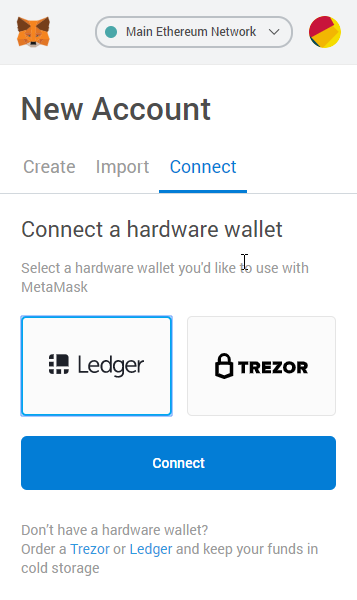 Main Ethereum Network
New Account
Create Import Connect
Connect a hardware wallet
Select a hardware wallet you'd like to use with
MetaMask
Ledger TREZOR
Connect
Don't have a hardware wallet?
Order a Trezor or Ledger and keep your funds in
cold storage